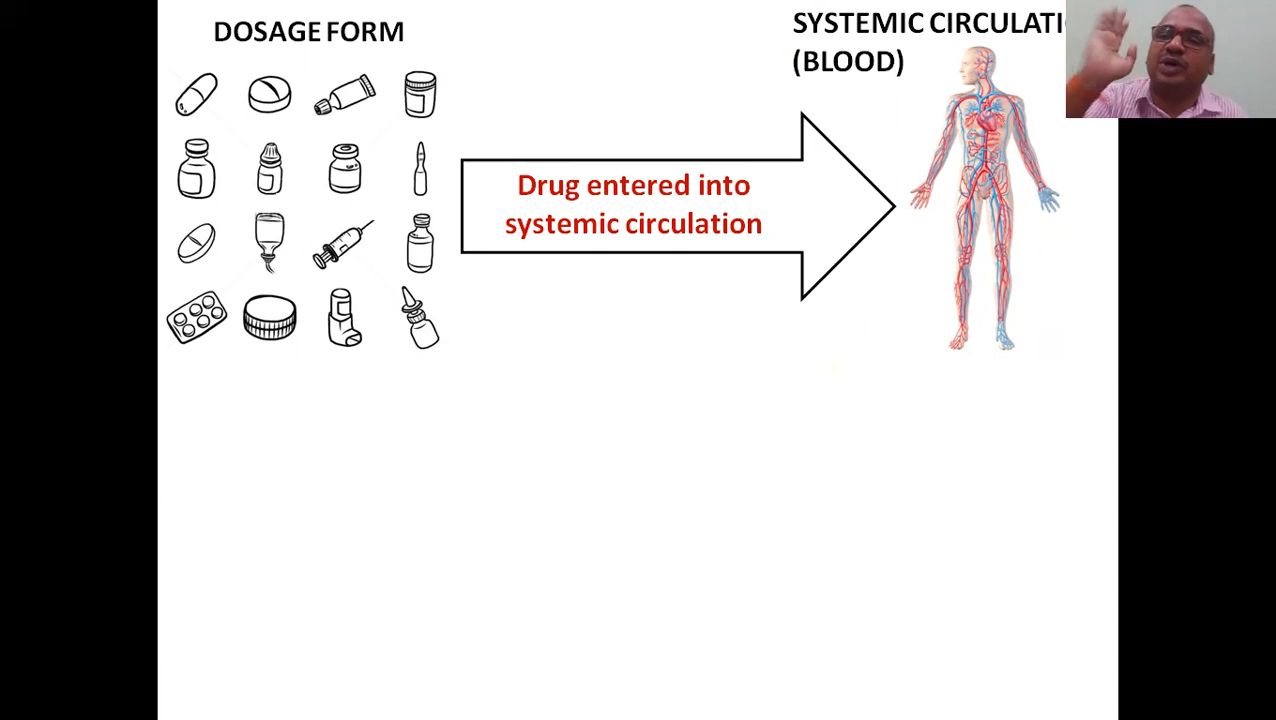 DOSAGE FORM
SYSTEMIC CIRCULATI
(BLOOD)
Drug entered into
systemic circulation